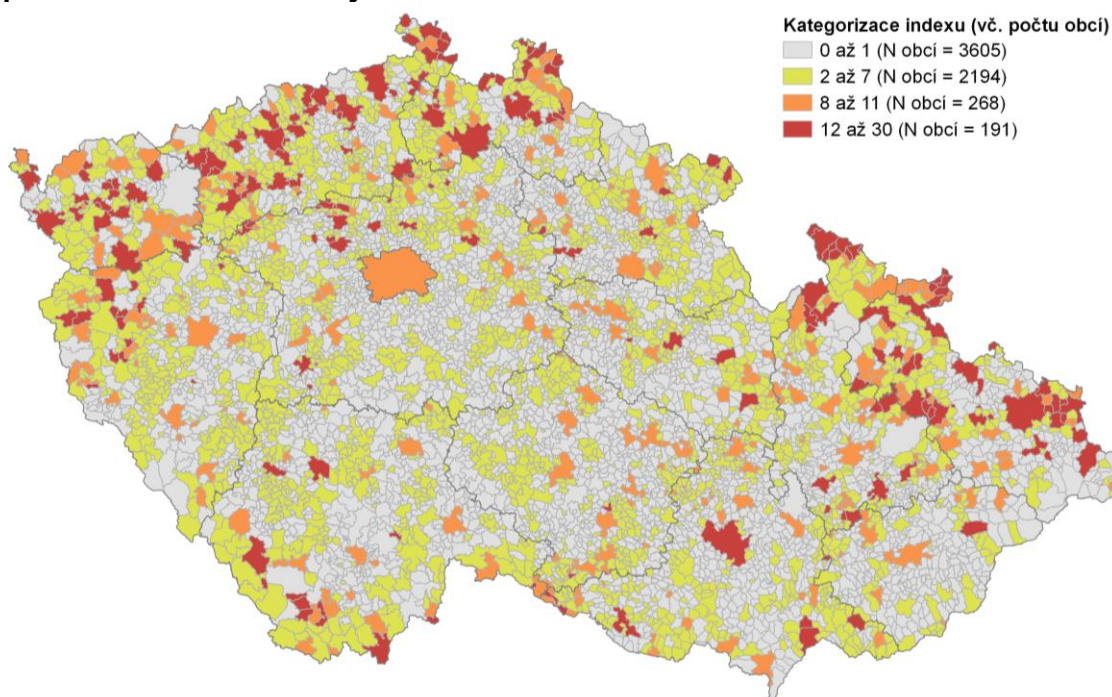 Kategorizace indexu (vč. počtu obcí)
0 až 1 (N obcí = 3605)
2 až 7 (N obcí = 2194)
8 až 11 (N obcí = 268)
12 až 30 (N obcí = 191)